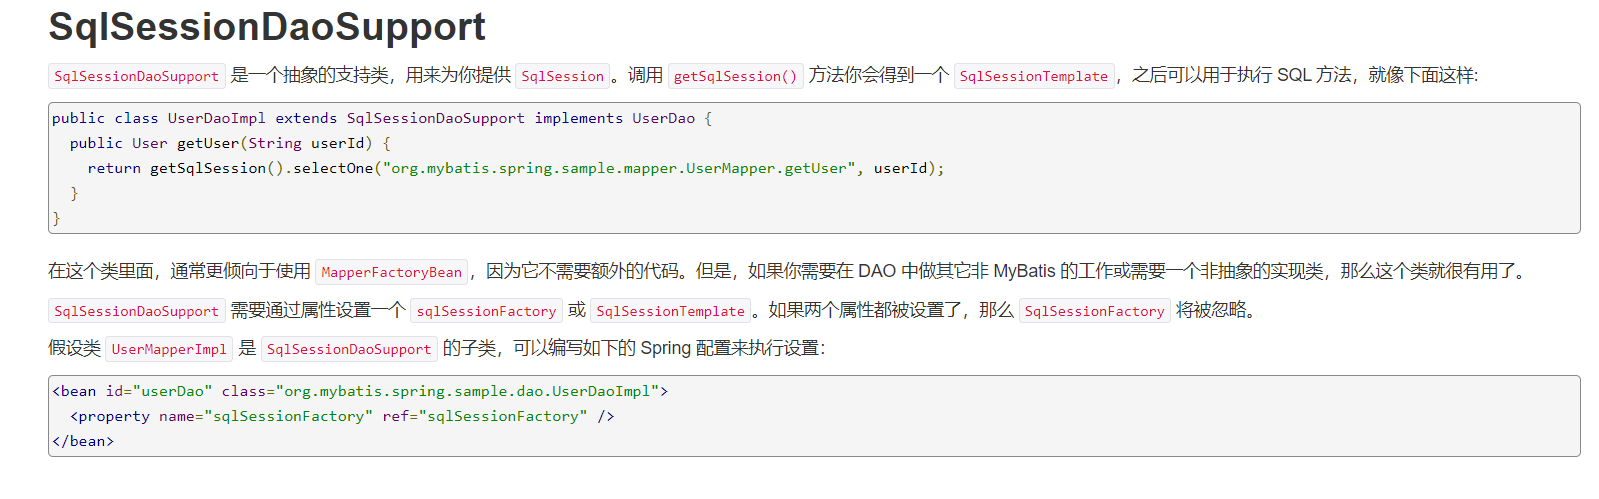 SqlSessionDaoSupport
SqlSessionDaoSupport 是一个抽象的支持类，用来为你提供 SqlSession。调用 getSqlSession() 方法你会得到一个 SqlSessionTemplate，之后可以用于执行 SQL 方法，就像下面这样:
public class UserDaoImpl extends SqlSessionDaoSupport implements UserDao {
  public User getUser(String userId) {
    return getSqlSession().selectOne("org.mybatis.spring.sample.mapper.UserMapper.getUser", userId);
  }
}
在这个类里面，通常更倾向于使用 MapperFactoryBean，因为它不需要额外的代码。但是，如果你需要在 DAO 中做其它非 MyBatis 的工作或需要一个非抽象的实现类，那么这个类就很有用了。
SqlSessionDaoSupport 需要通过属性设置一个 sqlSessionFactory 或 SqlSessionTemplate。如果两个属性都被设置了，那么 SqlSessionFactory 将被忽略。
假设类 UserMapperImpl 是 SqlSessionDaoSupport 的子类，可以编写如下的 Spring 配置来执行设置：
<bean id="userDao" class="org.mybatis.spring.sample.dao.UserDaoImpl">
  <property name="sqlSessionFactory" ref="sqlSessionFactory" />
</bean>